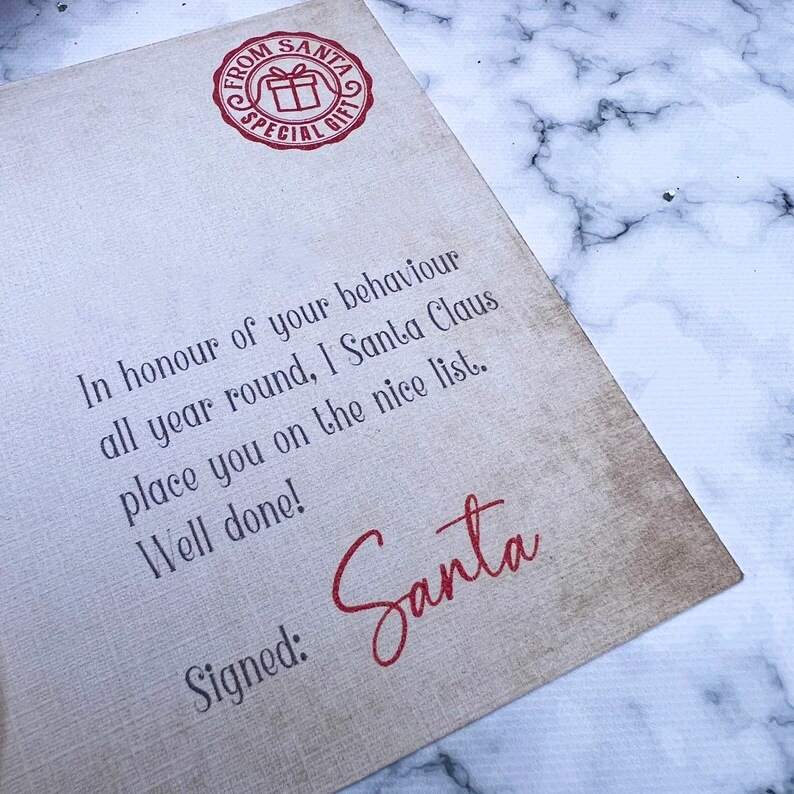 FROM SANTA
SPECIAL GIFT
In honour of your behaviour
all year round, I Santa Claus
place you on the nice list.
Well done!
Signed: Santa